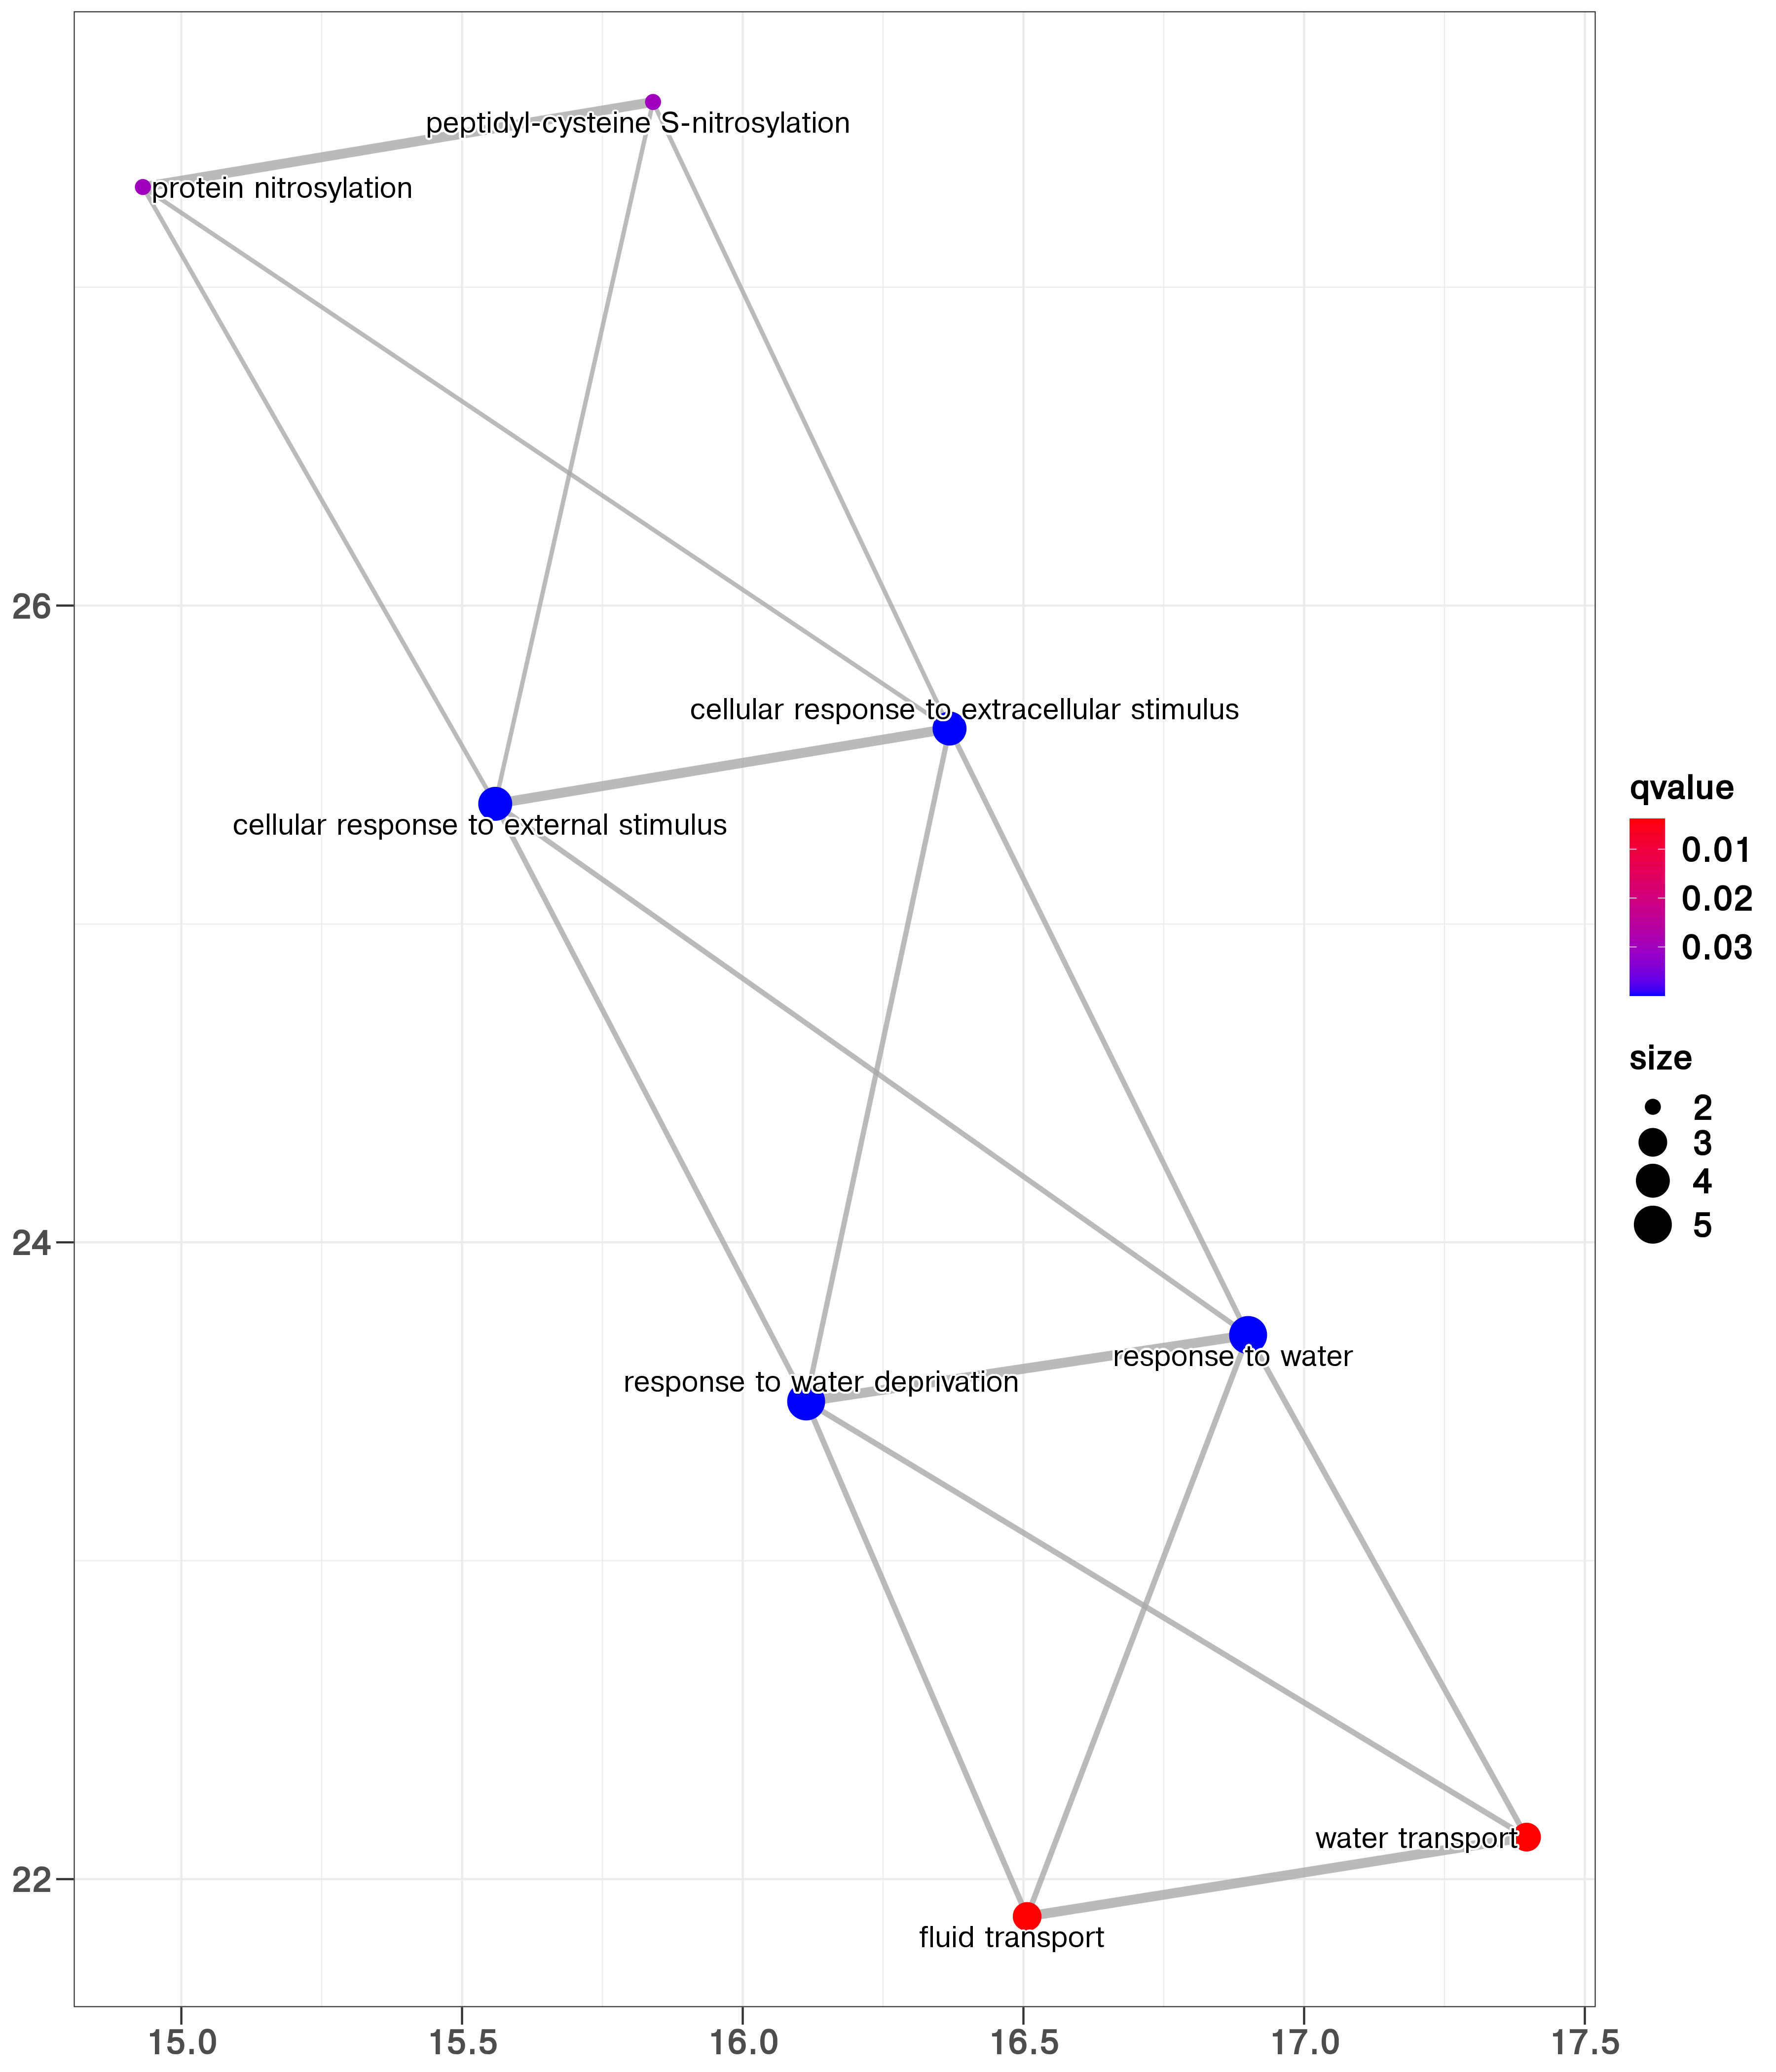 peptidyl-cysteine S-nitrosylation
protein nitrosylation
26
cellular response to extracellular stimulus
cellular response to external stimulus
24
response to water
response to water deprivation
water transport
22
fluid transport
15.0
15.5
16.0
16.5
17.0
17.5
qvalue
0.01
0.02
0.03
size
2
3
4
5